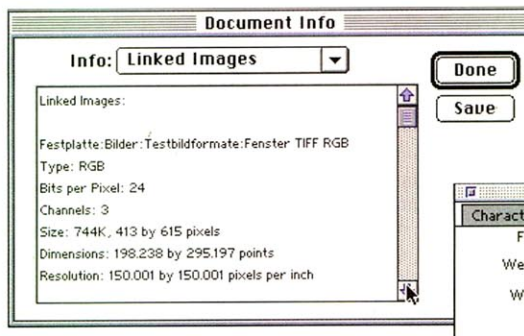 Document Info
Info: Linked Images
Done
Save
Linked Images:
Festplatte:Bilder:Testbildformate:Fenster TIFF RGB
Type: RGB
Bits per Pixel: 24
Channels: 3
Size: 744K, 413 by 615 pixels
Dimensions: 198.238 by 295.197 points
Resolution: 150.001 by 150.001 pixels per inch
Charact
F
We
W